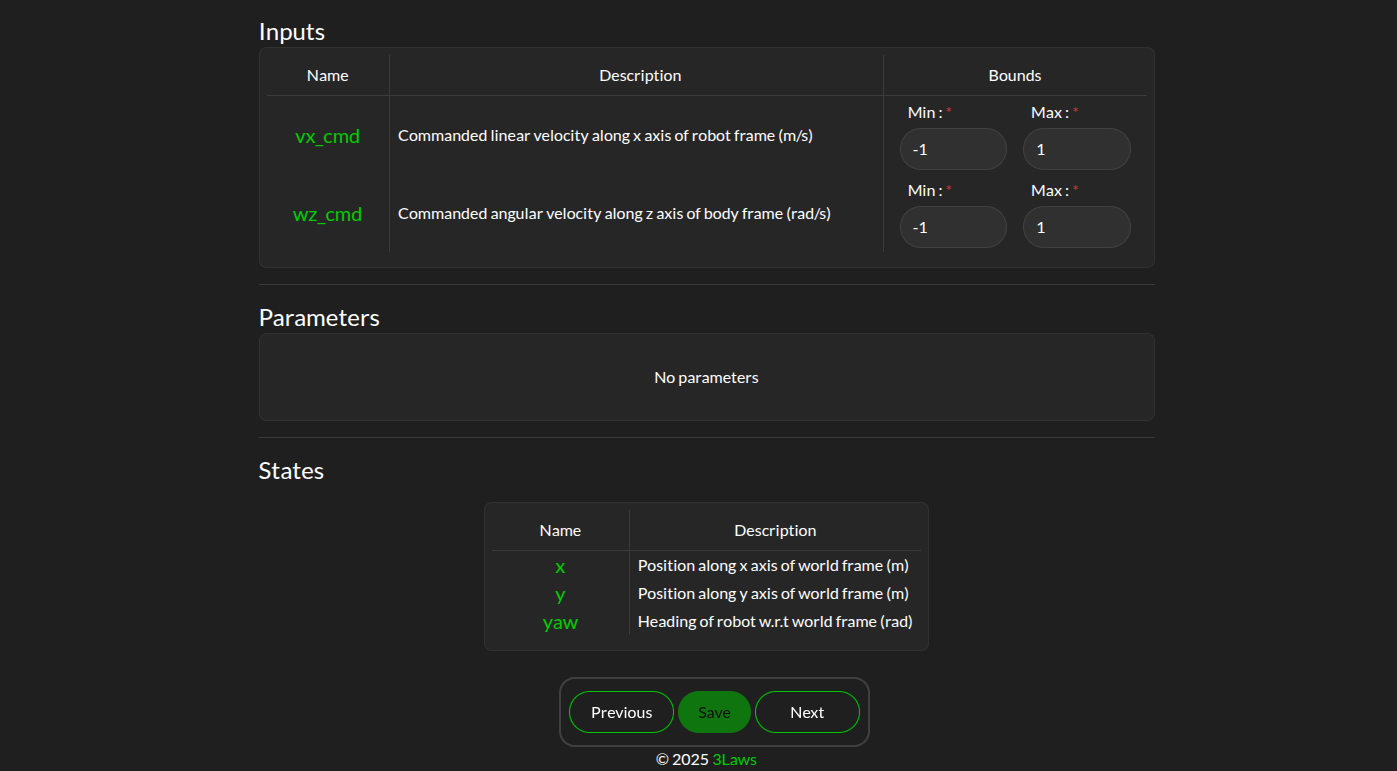 Inputs
Name Description Bounds
Min : * Max : *
vx_cmd Commanded linear velocity along x axis of robot frame (m/s) -1 1
Min : * Max : *
wz_cmd Commanded angular velocity along z axis of body frame (rad/s) -1 1
Parameters
No parameters
States
Name Description
x Position along x axis of world frame (m)
y Position along y axis of world frame (m)
yaw Heading of robot w.r.t world frame (rad)
Previous Save Next
© 2025 3Laws